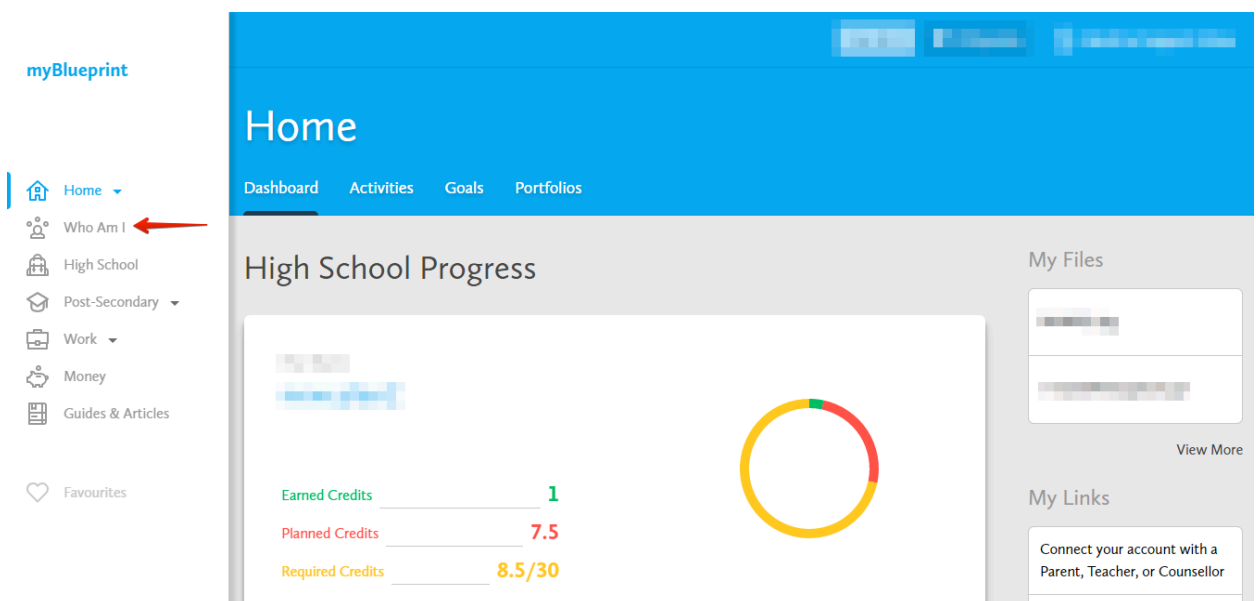 myBlueprint
Home
Dashboard Activities Goals Portfolios
Home
Who Am I
High School
Post-Secondary
Work
Money
Guides & Articles
Favourites
High School Progress
Earned Credits 1
Planned Credits 7.5
Required Credits 8.5/30
My Files
View More
My Links
Connect your account with a
Parent, Teacher, or Counsellor